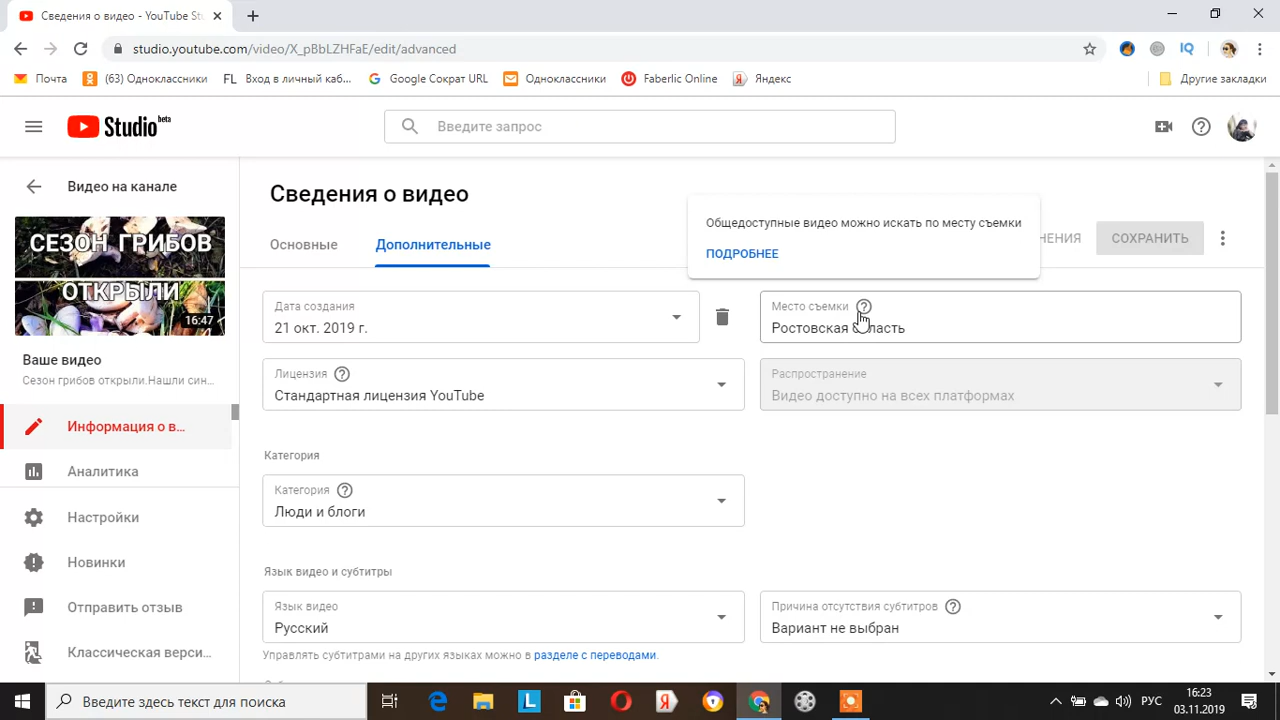 Сведения о видео - YouTube St
studio.youtube.com/video/X_pBbLZHFaE/edit/advanced
Почта
(63) Одноклассники
FL Вход в личный каб...
Google Сократ URL
Одноклассники
Faberlic Online
Яндекс
Другие закладки
Studio beta
Введите запрос
Видео на канале
СЕЗОН ГРИБОВ
ОТКРЫЛИ
16:47
Ваше видео
Сезон грибов открыли.Нашли син...
Информация о в...
Аналитика
Настройки
Новинки
Отправить отзыв
Классическая верси...
Сведения о видео
Основные
Дополнительные
Общедоступные видео можно искать по месту съемки
ПОДРОБНЕЕ
НЕНИЯ
СОХРАНИТЬ
Дата создания
21 окт. 2019 г.
Место съемки
Ростовская область
Лицензия
Стандартная лицензия YouTube
Распространение
Видео доступно на всех платформах
Категория
Категория
Люди и блоги
Язык видео и субтитры
Язык видео
Русский
Причина отсутствия субтитров
Вариант не выбран
Управлять субтитрами на других языках можно в разделе с переводами.
Введите здесь текст для поиска
РУС
16:23
03.11.2019